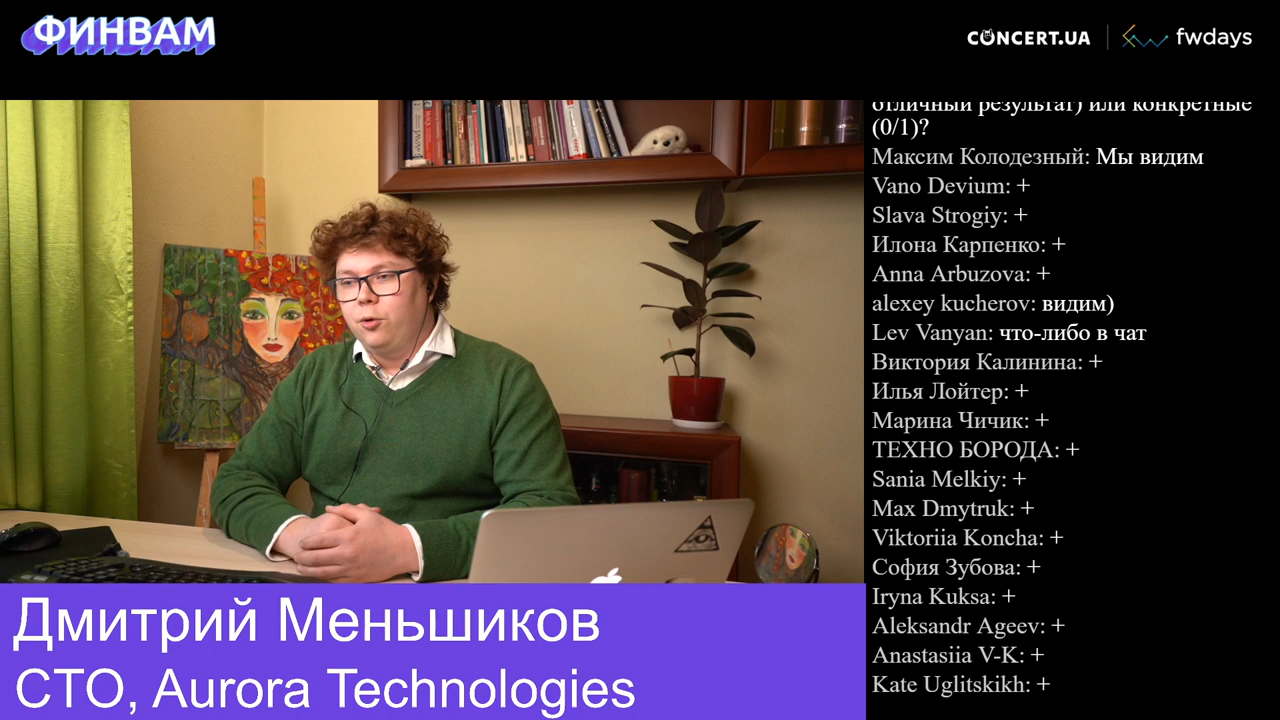 ФИНВАМ
CONCERT.UA
fwdays
отличный результат) или конкретные
(0/1)?
Максим Колодезный: Мы видим
Vano Devium: +
Slava Strogiy: +
Илона Карпенко: +
Anna Arbuzova: +
alexey kucherov: видим)
Lev Vanyan: что-либо в чат
Виктория Калинина: +
Илья Лойтер: +
Марина Чичик: +
ТЕХНО БОРОДА: +
Sania Melkiy: +
Max Dmytruk: +
Viktoriia Koncha: +
София Зубова: +
Iryna Kuksa: +
Aleksandr Ageev: +
Anastasiia V-K: +
Kate Uglitskikh: +
Дмитрий Меньшиков
CTO, Aurora Technologies